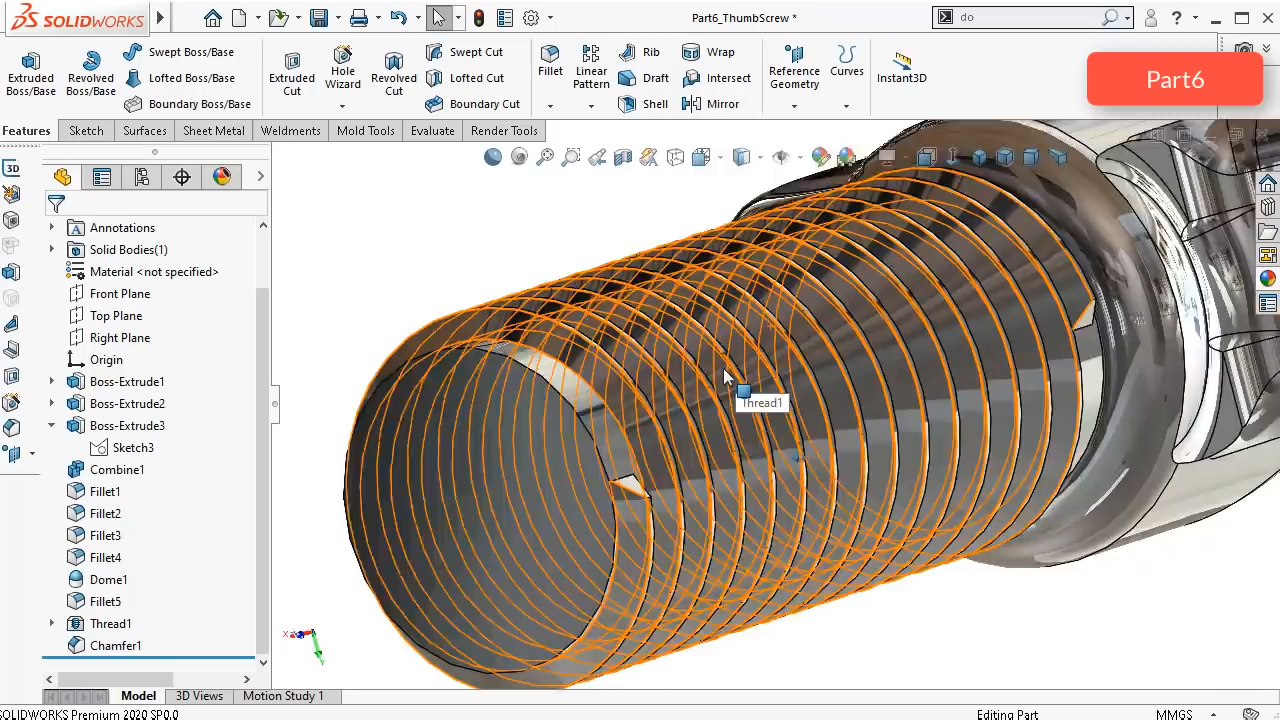 SOLIDWORKS
Part6_ThumbScrew *
do
Extruded Boss/Base
Revolved Boss/Base
Swept Boss/Base
Lofted Boss/Base
Boundary Boss/Base
Extruded Cut
Hole Wizard
Revolved Cut
Swept Cut
Lofted Cut
Boundary Cut
Fillet
Linear Pattern
Rib
Draft
Shell
Wrap
Intersect
Mirror
Reference Geometry
Curves
Instant3D
Part6
Features
Sketch
Surfaces
Sheet Metal
Weldments
Mold Tools
Evaluate
Render Tools
3D
Annotations
Solid Bodies(1)
Material <not specified>
Front Plane
Top Plane
Right Plane
Origin
Boss-Extrude1
Boss-Extrude2
Boss-Extrude3
Sketch3
Combine1
Fillet1
Fillet2
Fillet3
Fillet4
Dome1
Fillet5
Thread1
Chamfer1
Thread1
Model
3D Views
Motion Study 1
SOLIDWORKS Premium 2020 SP0.0
Editing Part
MMGS